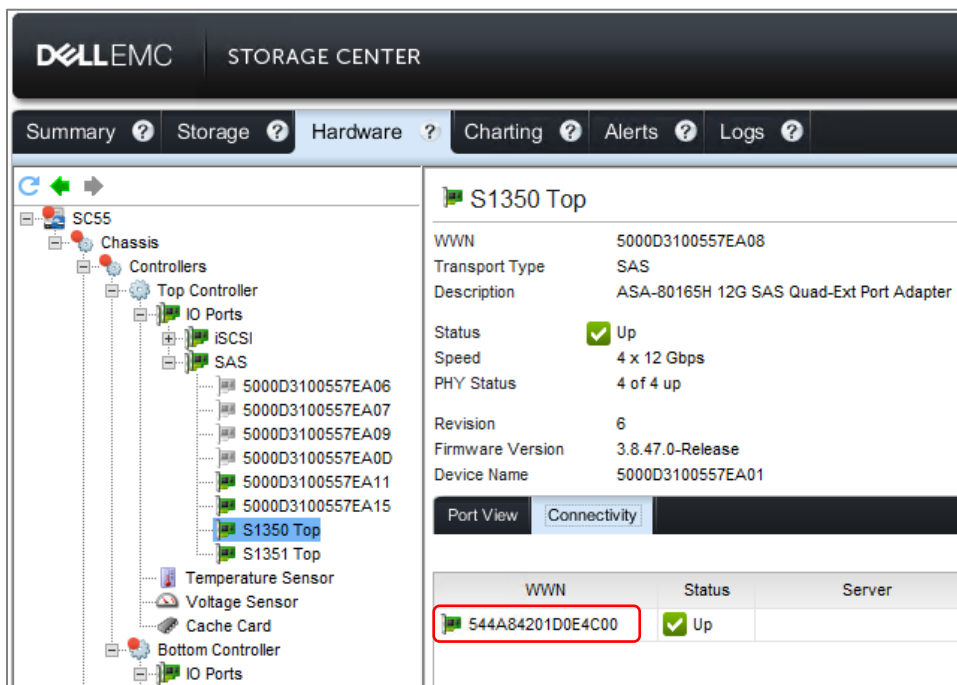 DELLEMC STORAGE CENTER
Summary ? Storage ? Hardware ? Charting ? Alerts ? Logs ?
SC55
Chassis
Controllers
Top Controller
IO Ports
iSCSI
SAS
5000D3100557EA06
5000D3100557EA07
5000D3100557EA09
5000D3100557EA0D
5000D3100557EA11
5000D3100557EA15
S1350 Top
S1351 Top
Temperature Sensor
Voltage Sensor
Cache Card
Bottom Controller
IO Ports
S1350 Top
WWN 5000D3100557EA08
Transport Type SAS
Description ASA-80165H 12G SAS Quad-Ext Port Adapter
Status Up
Speed 4 x 12 Gbps
PHY Status 4 of 4 up
Revision 6
Firmware Version 3.8.47.0-Release
Device Name 5000D3100557EA01
Port View Connectivity
WWN Status Server
544A84201D0E4C00 Up